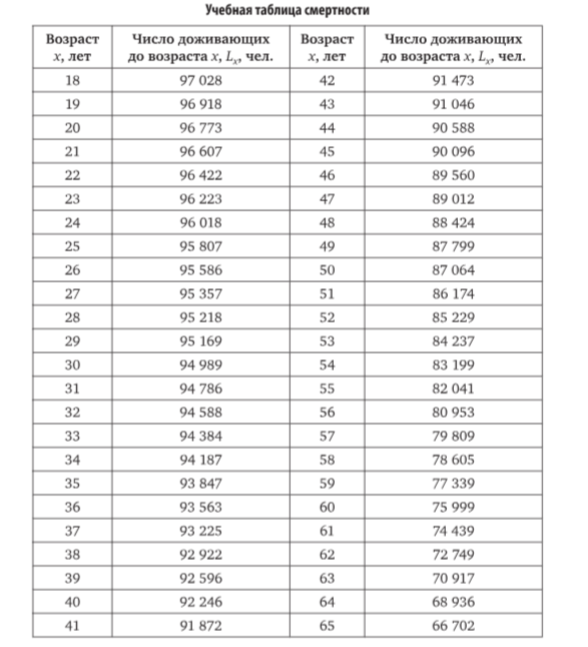 Учебная таблица смертности
Возраст x, лет | Число доживающих до возраста x, Lₓ, чел. | Возраст x, лет | Число доживающих до возраста x, Lₓ, чел.
18 | 97 028 | 42 | 91 473
19 | 96 918 | 43 | 91 046
20 | 96 773 | 44 | 90 588
21 | 96 607 | 45 | 90 096
22 | 96 422 | 46 | 89 560
23 | 96 223 | 47 | 89 012
24 | 96 018 | 48 | 88 424
25 | 95 807 | 49 | 87 799
26 | 95 586 | 50 | 87 064
27 | 95 357 | 51 | 86 174
28 | 95 218 | 52 | 85 229
29 | 95 169 | 53 | 84 237
30 | 94 989 | 54 | 83 199
31 | 94 786 | 55 | 82 041
32 | 94 588 | 56 | 80 953
33 | 94 384 | 57 | 79 809
34 | 94 187 | 58 | 78 605
35 | 93 847 | 59 | 77 339
36 | 93 563 | 60 | 75 999
37 | 93 225 | 61 | 74 439
38 | 92 922 | 62 | 72 749
39 | 92 596 | 63 | 70 917
40 | 92 246 | 64 | 68 936
41 | 91 872 | 65 | 66 702